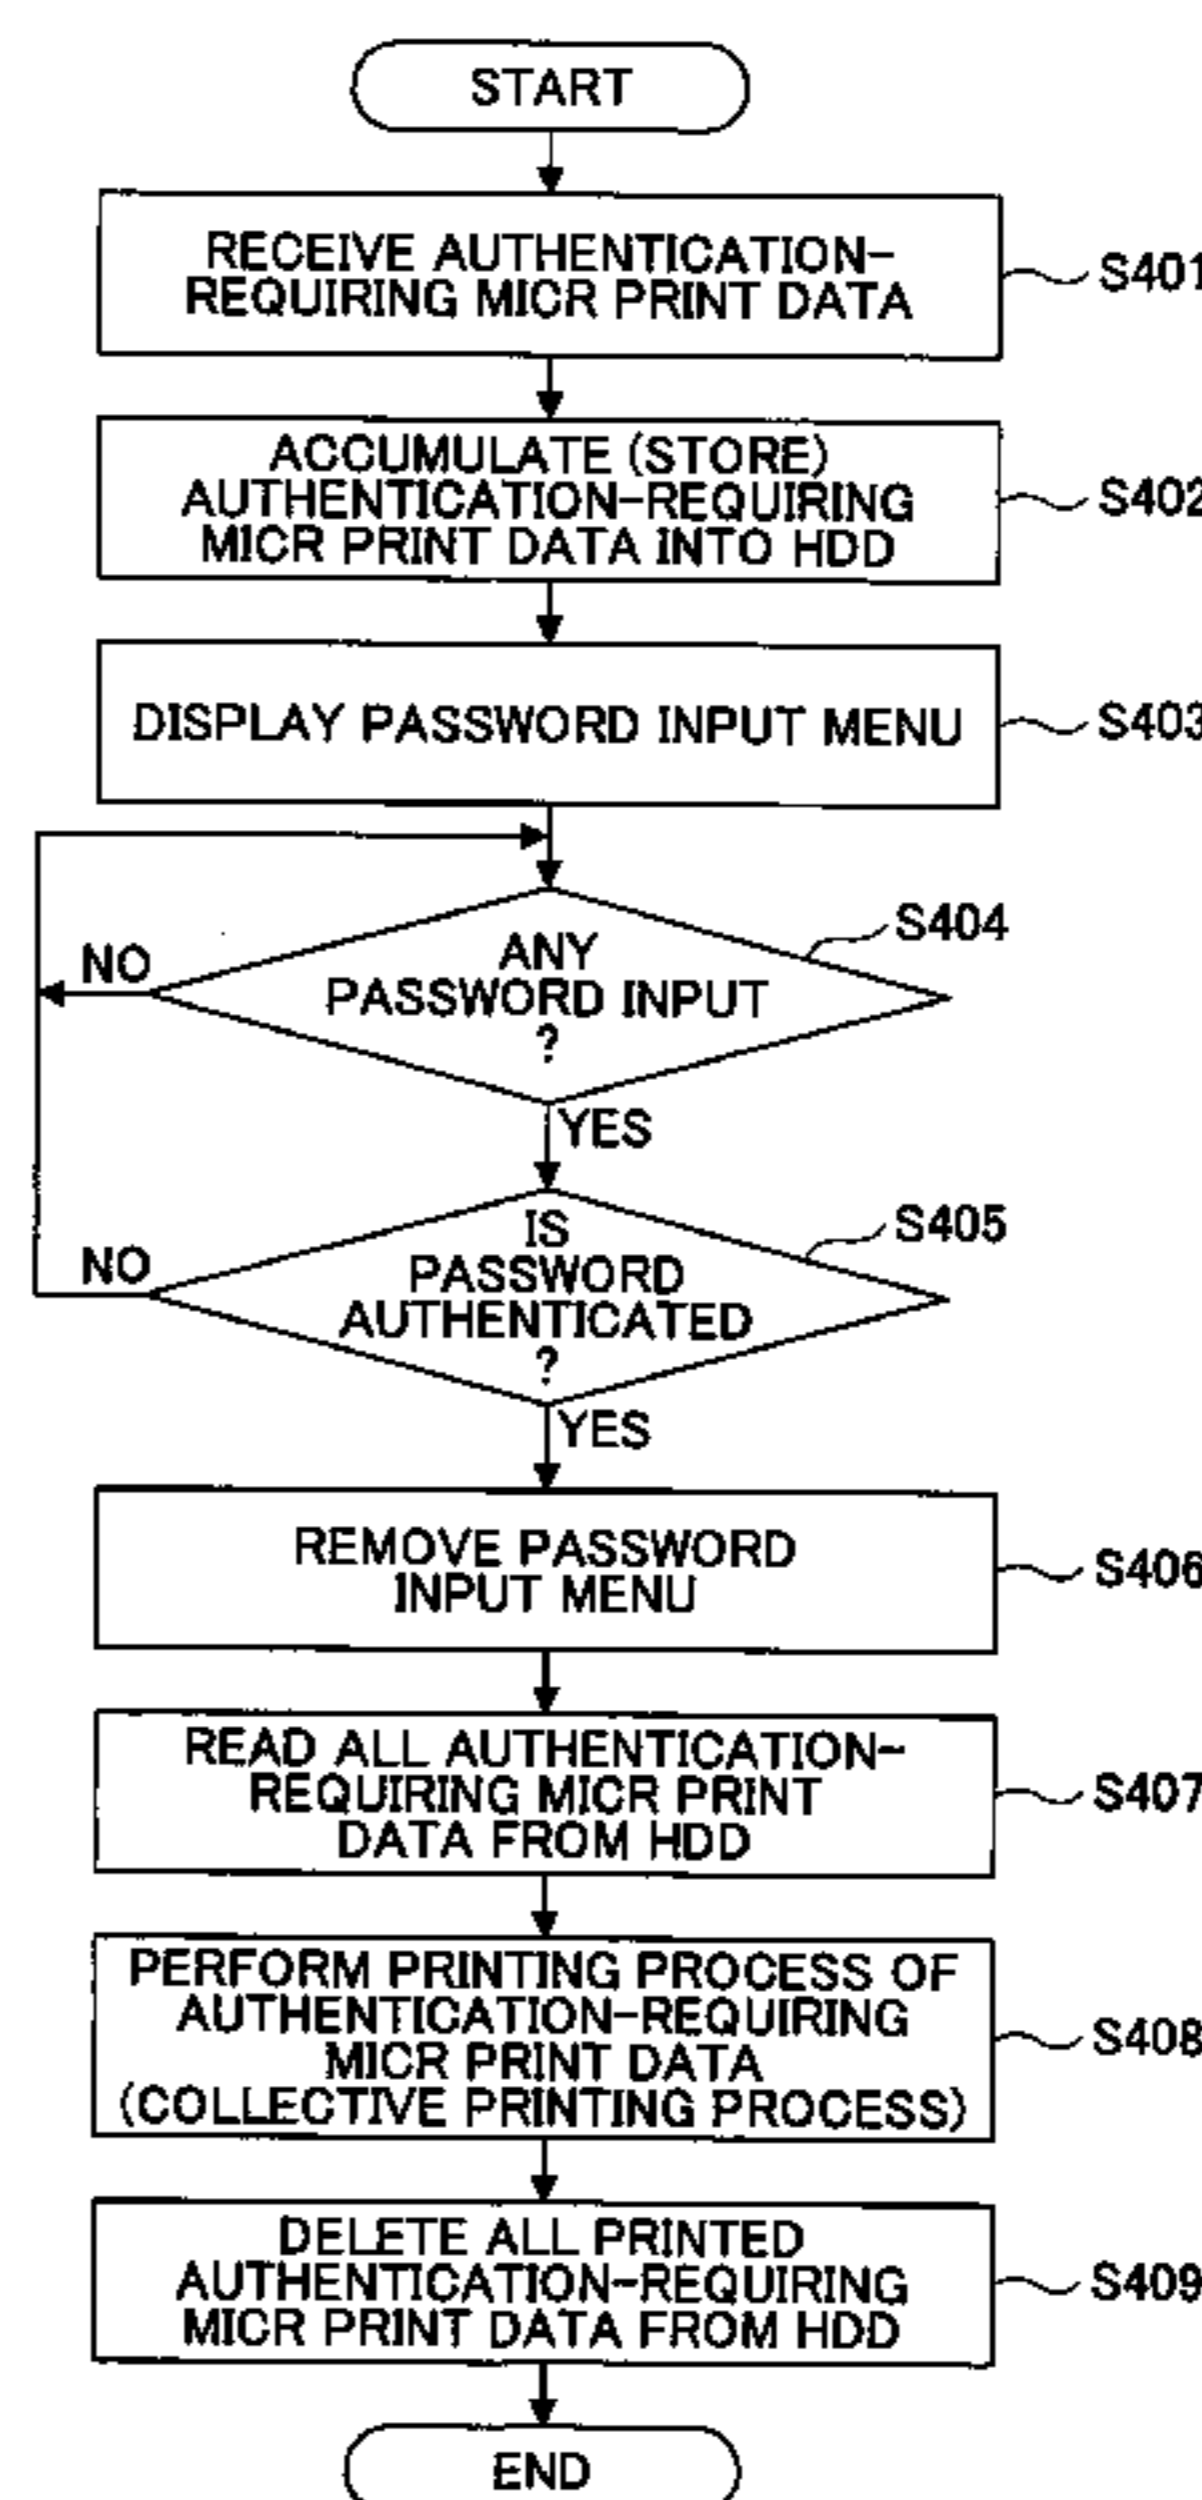 START
RECEIVE AUTHENTICATION-
REQUIRING MICR PRINT DATA
S401
ACCUMULATE (STORE)
AUTHENTICATION-REQUIRING
MICR PRINT DATA INTO HDD
S402
DISPLAY PASSWORD INPUT MENU
S403
ANY
PASSWORD INPUT
?
S404
NO
YES
IS
PASSWORD
AUTHENTICATED
?
S405
NO
YES
REMOVE PASSWORD
INPUT MENU
S406
READ ALL AUTHENTICATION-
REQUIRING MICR PRINT
DATA FROM HDD
S407
PERFORM PRINTING PROCESS OF
AUTHENTICATION-REQUIRING
MICR PRINT DATA
(COLLECTIVE PRINTING PROCESS)
S408
DELETE ALL PRINTED
AUTHENTICATION-REQUIRING
MICR PRINT DATA FROM HDD
S409
END